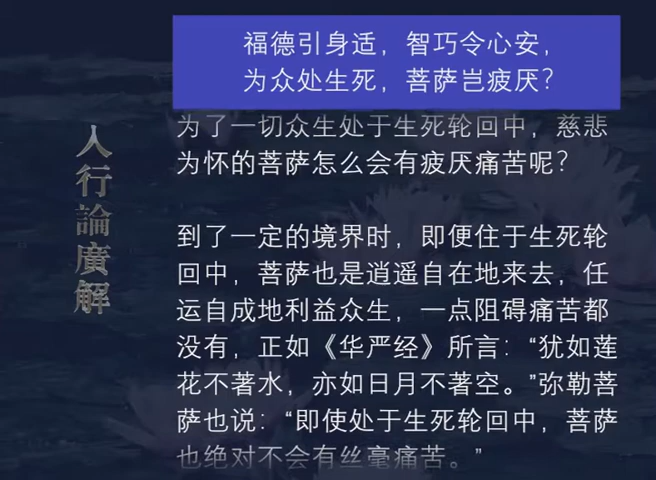 福德引身适，智巧令心安，
为众处生死，菩萨岂疲厌？
为了一切众生处于生死轮回中，慈悲
为怀的菩萨怎么会有疲厌痛苦呢？
到了一定的境界时，即便住于生死轮
回中，菩萨也是逍遥自在地来去，任
运自成地利益众生，一点阻碍痛苦都
没有，正如《华严经》所言：“犹如莲
花不著水，亦如日月不著空。”弥勒菩
萨也说：“即使处于生死轮回中，菩萨
也绝对不会有丝毫痛苦。”
入行論廣解